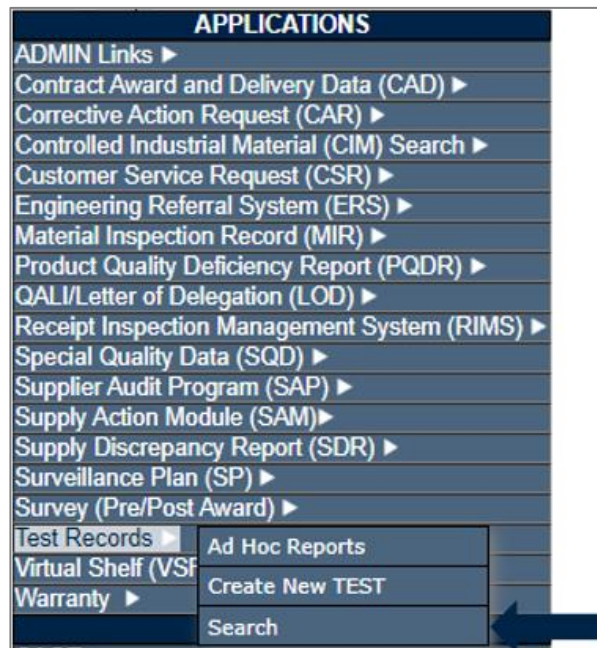 APPLICATIONS
ADMIN Links ▶
Contract Award and Delivery Data (CAD) ▶
Corrective Action Request (CAR) ▶
Controlled Industrial Material (CIM) Search ▶
Customer Service Request (CSR) ▶
Engineering Referral System (ERS) ▶
Material Inspection Record (MIR) ▶
Product Quality Deficiency Report (PQDR) ▶
QALI/Letter of Delegation (LOD) ▶
Receipt Inspection Management System (RIMS) ▶
Special Quality Data (SQD) ▶
Supplier Audit Program (SAP) ▶
Supply Action Module (SAM)▶
Supply Discrepancy Report (SDR) ▶
Surveillance Plan (SP) ▶
Survey (Pre/Post Award) ▶
Test Records ▶
Ad Hoc Reports
Virtual Shelf (VSF
Create New TEST
Warranty ▶
Search